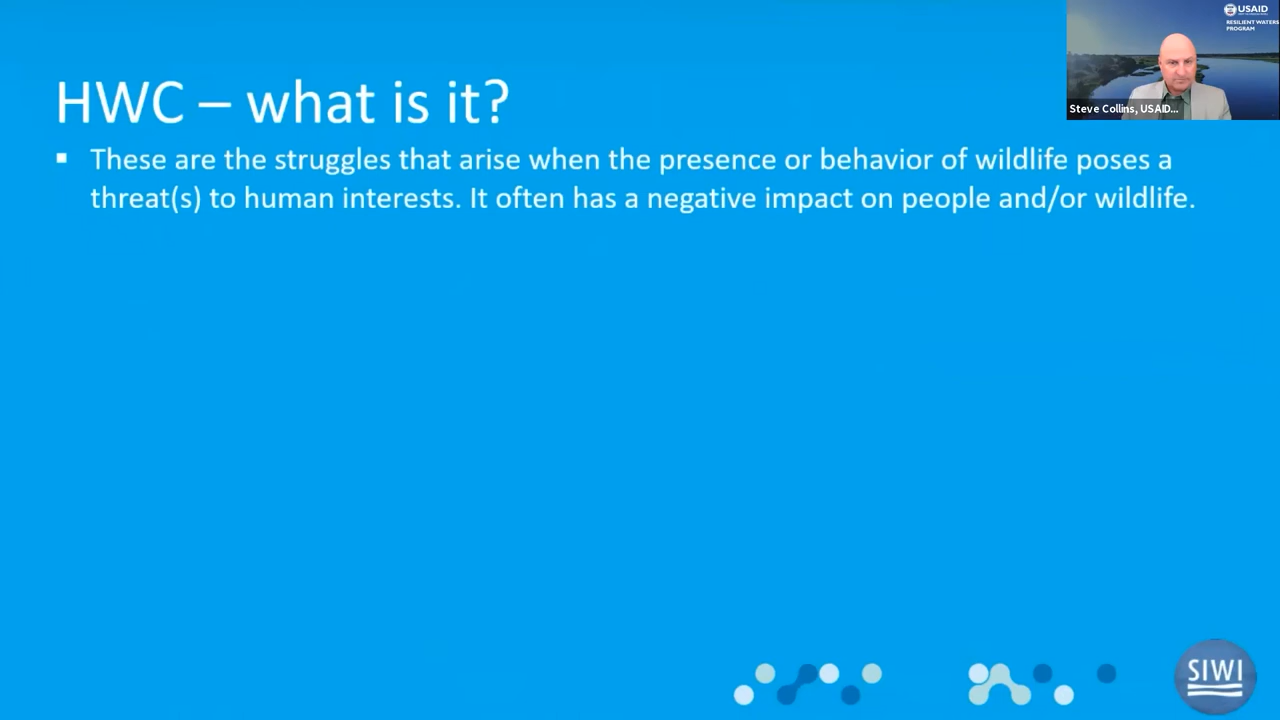 USAID
RESILIENT WATERS
PROGRAM
Steve Collins, USAID...
HWC – what is it?
▪ These are the struggles that arise when the presence or behavior of wildlife poses a
threat(s) to human interests. It often has a negative impact on people and/or wildlife.
SIWI